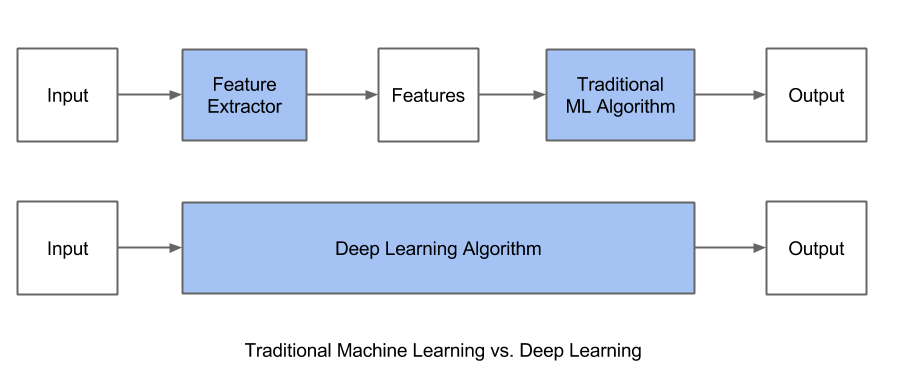 Input
Feature
Extractor
Features
Traditional
ML Algorithm
Output
Input
Deep Learning Algorithm
Output
Traditional Machine Learning vs. Deep Learning